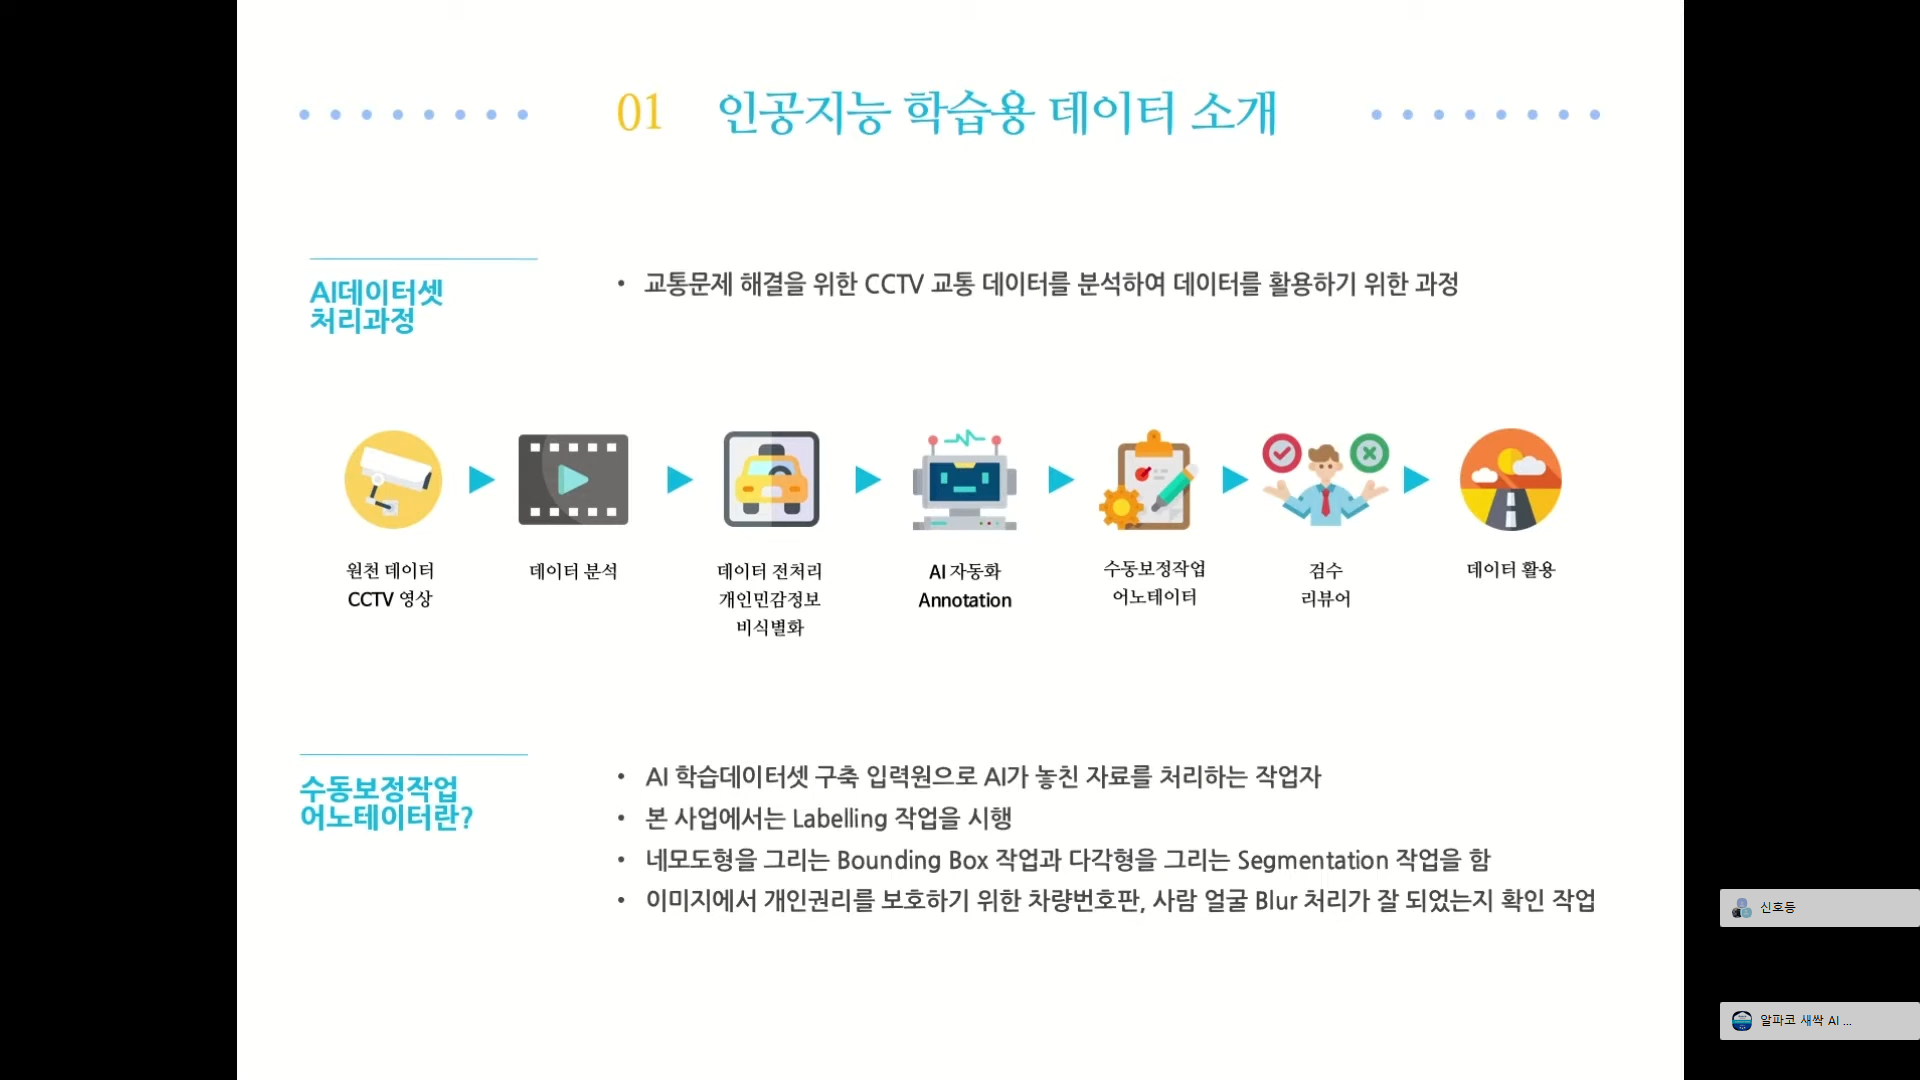 01 인공지능 학습용 데이터 소개
AI데이터셋
처리과정
• 교통문제 해결을 위한 CCTV 교통 데이터를 분석하여 데이터를 활용하기 위한 과정
원천 데이터
CCTV 영상
데이터 분석
데이터 전처리
개인민감정보
비식별화
AI 자동화
Annotation
수동보정작업
어노테이터
검수
리뷰어
데이터 활용
수동보정작업
어노테이터란?
• AI 학습데이터셋 구축 입력원으로 AI가 놓친 자료를 처리하는 작업자
• 본 사업에서는 Labelling 작업을 시행
• 네모도형을 그리는 Bounding Box 작업과 다각형을 그리는 Segmentation 작업을 함
• 이미지에서 개인권리를 보호하기 위한 차량번호판, 사람 얼굴 Blur 처리가 잘 되었는지 확인 작업
신호등
알파코 새싹 AI ...